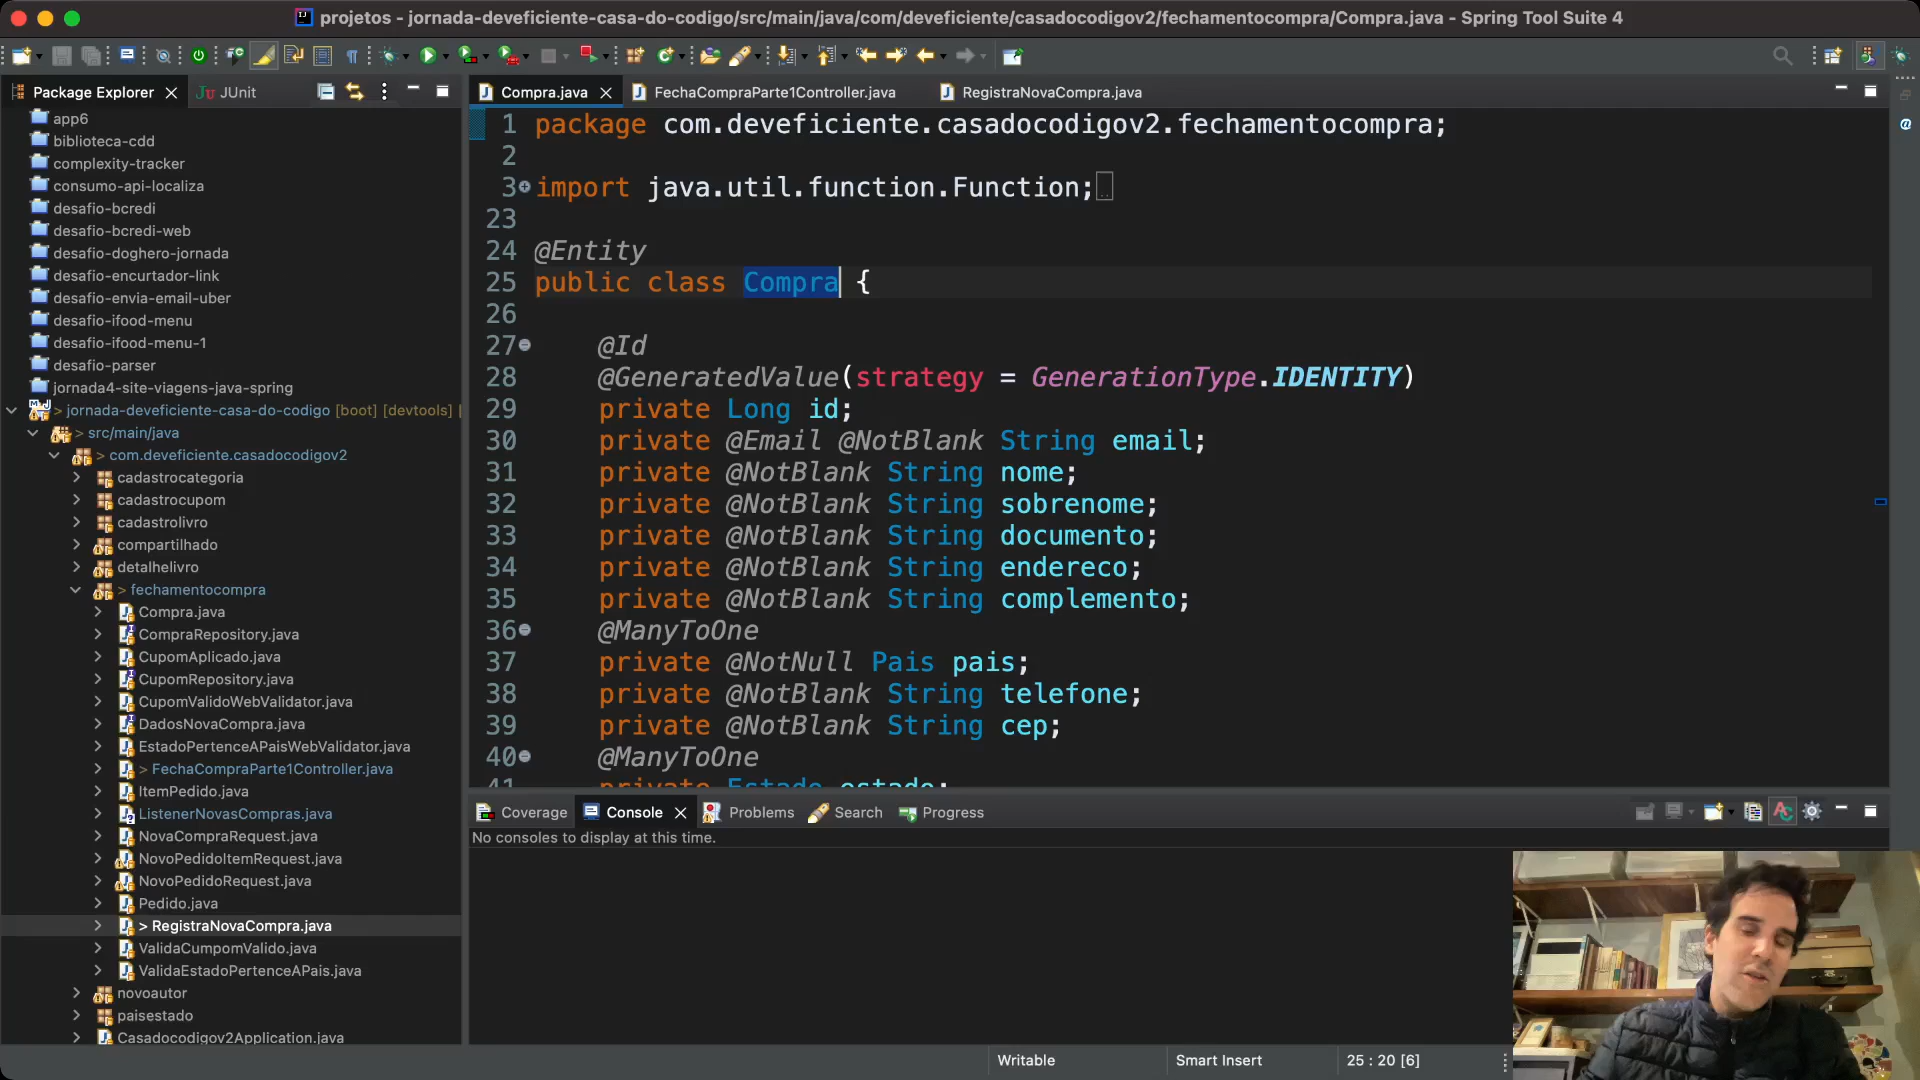 projetos - jornada-deveficiente-casa-do-codigo/src/main/java/com/deveficiente/casadocodigov2/fechamentocompra/Compra.java - Spring Tool Suite 4
Package Explorer
JUnit
app6
biblioteca-cdd
complexity-tracker
consumo-api-localiza
desafio-bcredi
desafio-bcredi-web
desafio-doghero-jornada
desafio-encurtador-link
desafio-envia-email-uber
desafio-ifood-menu
desafio-ifood-menu-1
desafio-parser
jornada4-site-viagens-java-spring
> jornada-deveficiente-casa-do-codigo [boot] [devtools] [
> src/main/java
> com.deveficiente.casadocodigov2
cadastrocategoria
cadastrocupom
cadastrolivro
compartilhado
detalhelivro
> fechamentocompra
Compra.java
CompraRepository.java
CupomAplicado.java
CupomRepository.java
CupomValidoWebValidator.java
DadosNovaCompra.java
EstadoPertenceAPaisWebValidator.java
> FechaCompraParte1Controller.java
ItemPedido.java
ListenerNovasCompras.java
NovaCompraRequest.java
NovoPedidoItemRequest.java
NovoPedidoRequest.java
Pedido.java
> RegistraNovaCompra.java
ValidaCumpomValido.java
ValidaEstadoPertenceAPais.java
novoautor
paisestado
Casadocodigov2Application.java
Compra.java
FechaCompraParte1Controller.java
RegistraNovaCompra.java
1 package com.deveficiente.casadocodigov2.fechamentocompra;
2
3 import java.util.function.Function;
23
24 @Entity
25 public class Compra {
26
27 @Id
28 @GeneratedValue(strategy = GenerationType.IDENTITY)
29 private Long id;
30 private @Email @NotBlank String email;
31 private @NotBlank String nome;
32 private @NotBlank String sobrenome;
33 private @NotBlank String documento;
34 private @NotBlank String endereco;
35 private @NotBlank String complemento;
36 @ManyToOne
37 private @NotNull Pais pais;
38 private @NotBlank String telefone;
39 private @NotBlank String cep;
40 @ManyToOne
41 private Estado estado;
Coverage
Console
Problems
Search
Progress
No consoles to display at this time.
Writable
Smart Insert
25 : 20 [6]